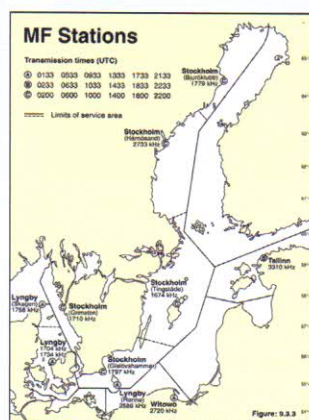 MF Stations
Transmission times (UTC)
A 0133 0533 0933 1333 1733 2133
B 0233 0633 1033 1433 1833 2233
C 0200 0600 1000 1400 1800 2200
Limits of service area
Stockholm
(Bjuröklubb)
1779 kHz
Stockholm
(Härnösand)
2733 kHz
Tallinn
3310 kHz
Stockholm
(Tingstäde)
1674 kHz
Lyngby
(Skagen)
1758 kHz
Stockholm
(Grimeton)
1710 kHz
Lyngby
1704 kHz
1734 kHz
Stockholm
(Gislövshammar)
1797 kHz
Lyngby
(Rønne)
2586 kHz
Witowo
2720 kHz
Figure: 9.3.3